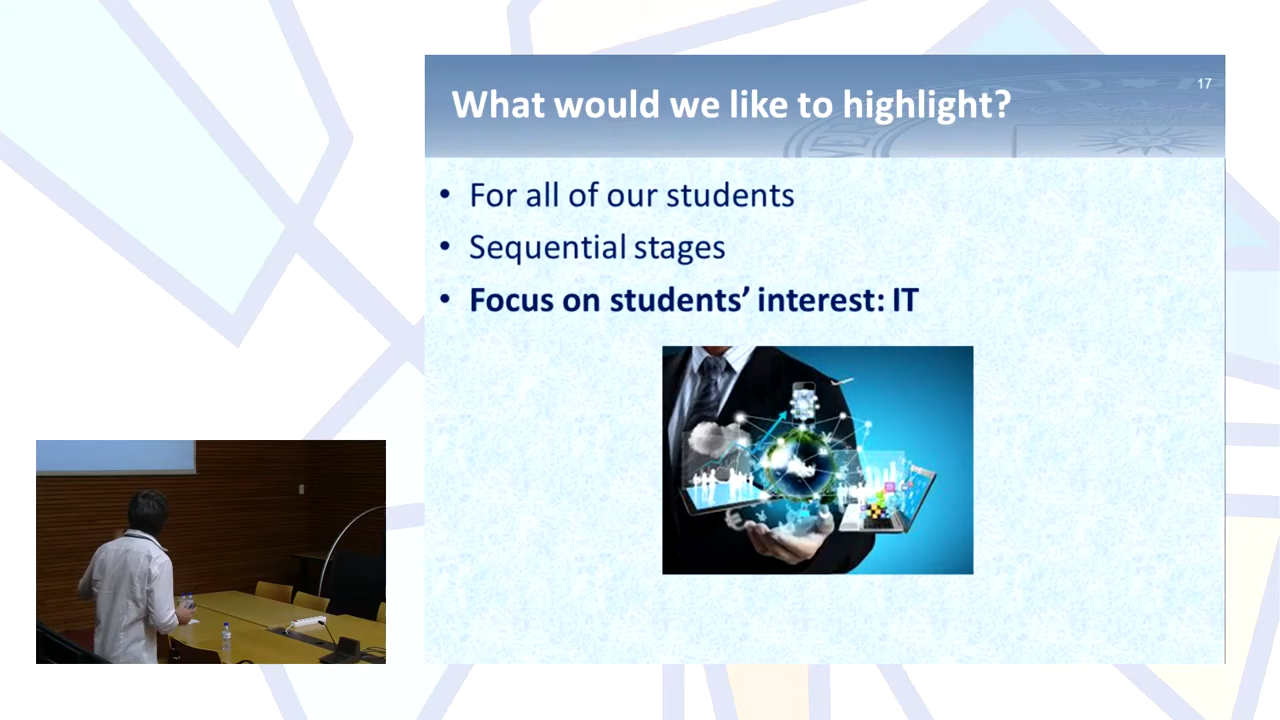 What would we like to highlight?
17
• For all of our students
• Sequential stages
• Focus on students’ interest: IT